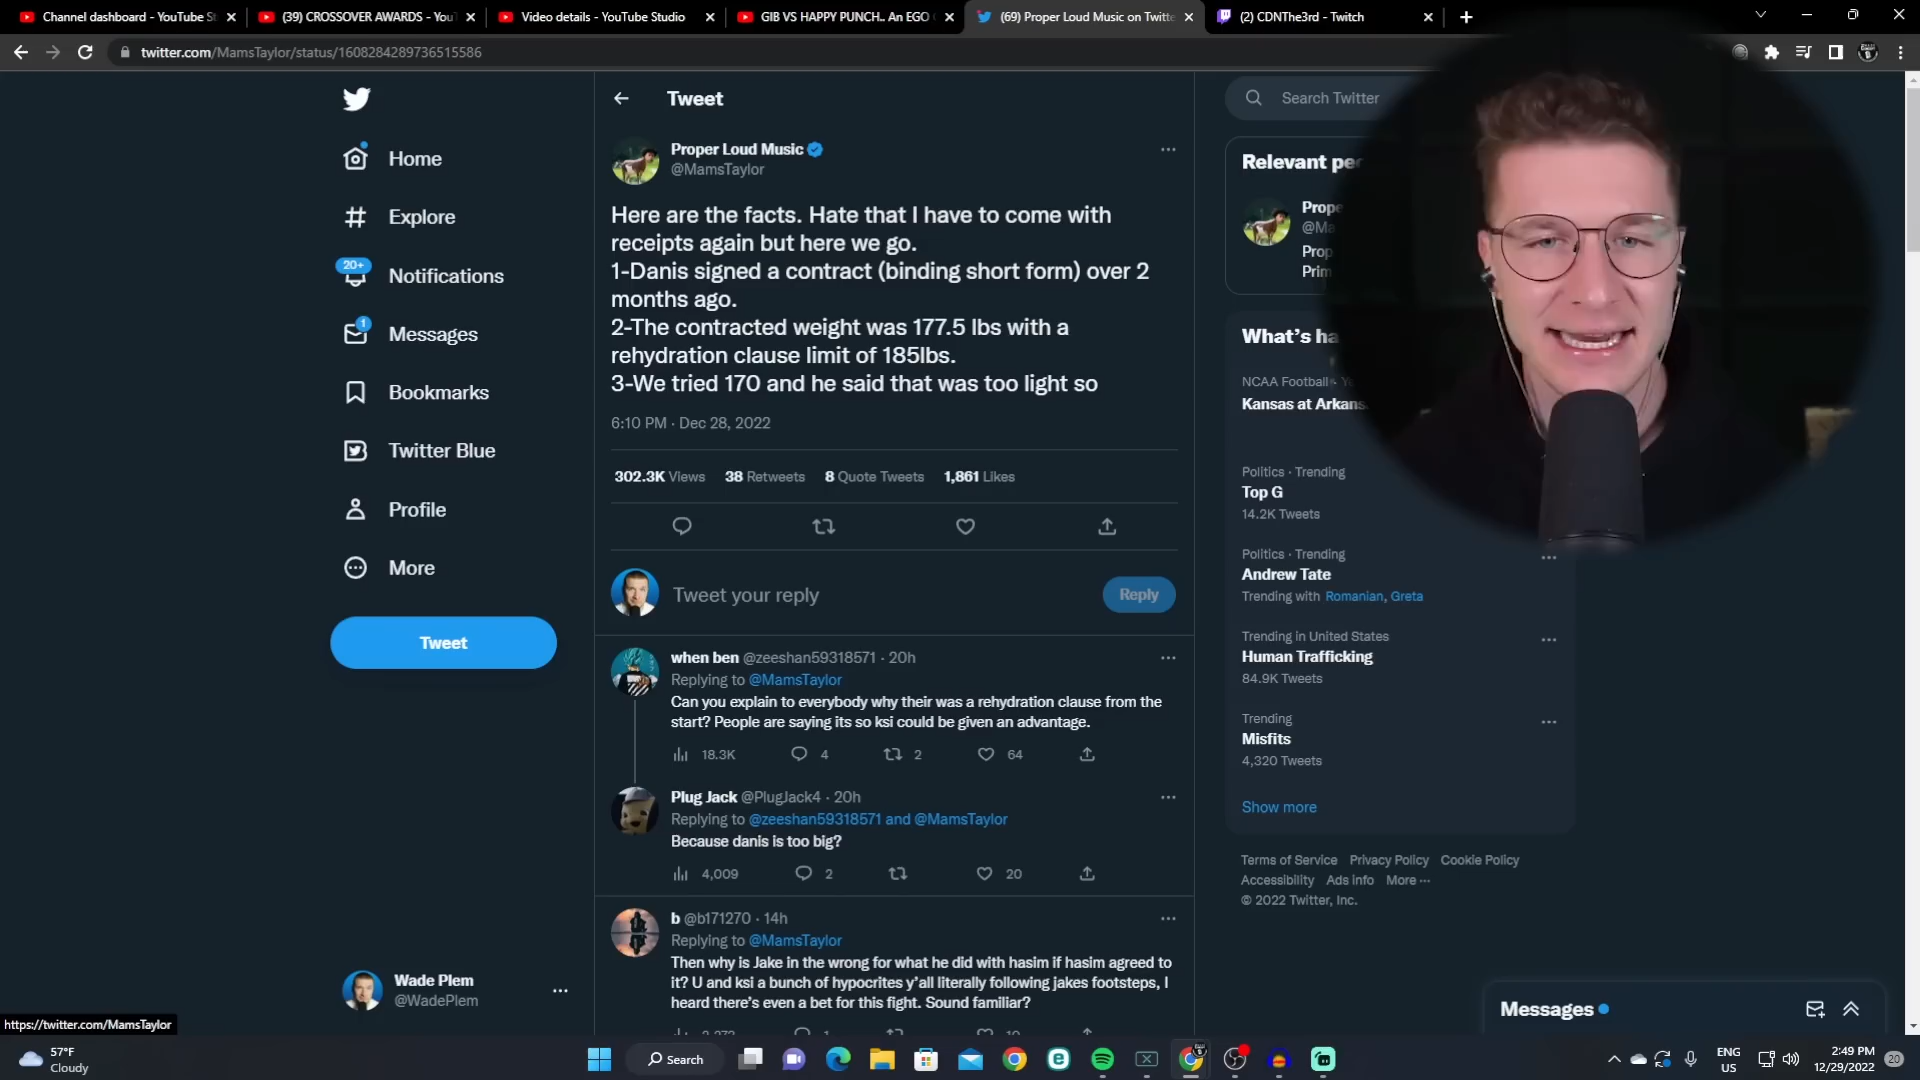 Channel dashboard - YouTube St
(39) CROSSOVER AWARDS - YouT
Video details - YouTube Studio
GIB VS HAPPY PUNCH.. An EGO
(69) Proper Loud Music on Twitte
(2) CDNThe3rd - Twitch
twitter.com/MamsTaylor/status/1608284289736515586
Home
Explore
20+
Notifications
1
Messages
Bookmarks
Twitter Blue
Profile
More
Tweet
Wade Plem
@WadePlem
https://twitter.com/MamsTaylor
Tweet
Proper Loud Music
@MamsTaylor
Here are the facts. Hate that I have to come with
receipts again but here we go.
1-Danis signed a contract (binding short form) over 2
months ago.
2-The contracted weight was 177.5 lbs with a
rehydration clause limit of 185lbs.
3-We tried 170 and he said that was too light so
6:10 PM · Dec 28, 2022
302.3K Views 38 Retweets 8 Quote Tweets 1,861 Likes
Tweet your reply
Reply
when ben @zeeshan59318571 · 20h
Replying to @MamsTaylor
Can you explain to everybody why their was a rehydration clause from the
start? People are saying its so ksi could be given an advantage.
18.3K 4 2 64
Plug Jack @PlugJack4 · 20h
Replying to @zeeshan59318571 and @MamsTaylor
Because danis is too big?
4,009 2 20
b @b171270 · 14h
Replying to @MamsTaylor
Then why is Jake in the wrong for what he did with hasim if hasim agreed to
it? U and ksi a bunch of hypocrites y'all literally following jakes footsteps, I
heard there's even a bet for this fight. Sound familiar?
Search Twitter
Relevant pe
Prope
@Ma
Prop
Prim
What's ha
NCAA Football
Kansas at Arkans
Politics · Trending
Top G
14.2K Tweets
Politics · Trending
Andrew Tate
Trending with Romanian, Greta
Trending in United States
Human Trafficking
84.9K Tweets
Trending
Misfits
4,320 Tweets
Show more
Terms of Service Privacy Policy Cookie Policy
Accessibility Ads info More
© 2022 Twitter, Inc.
Messages
57°F
Cloudy
Search
ENG
US
2:49 PM
12/29/2022
20